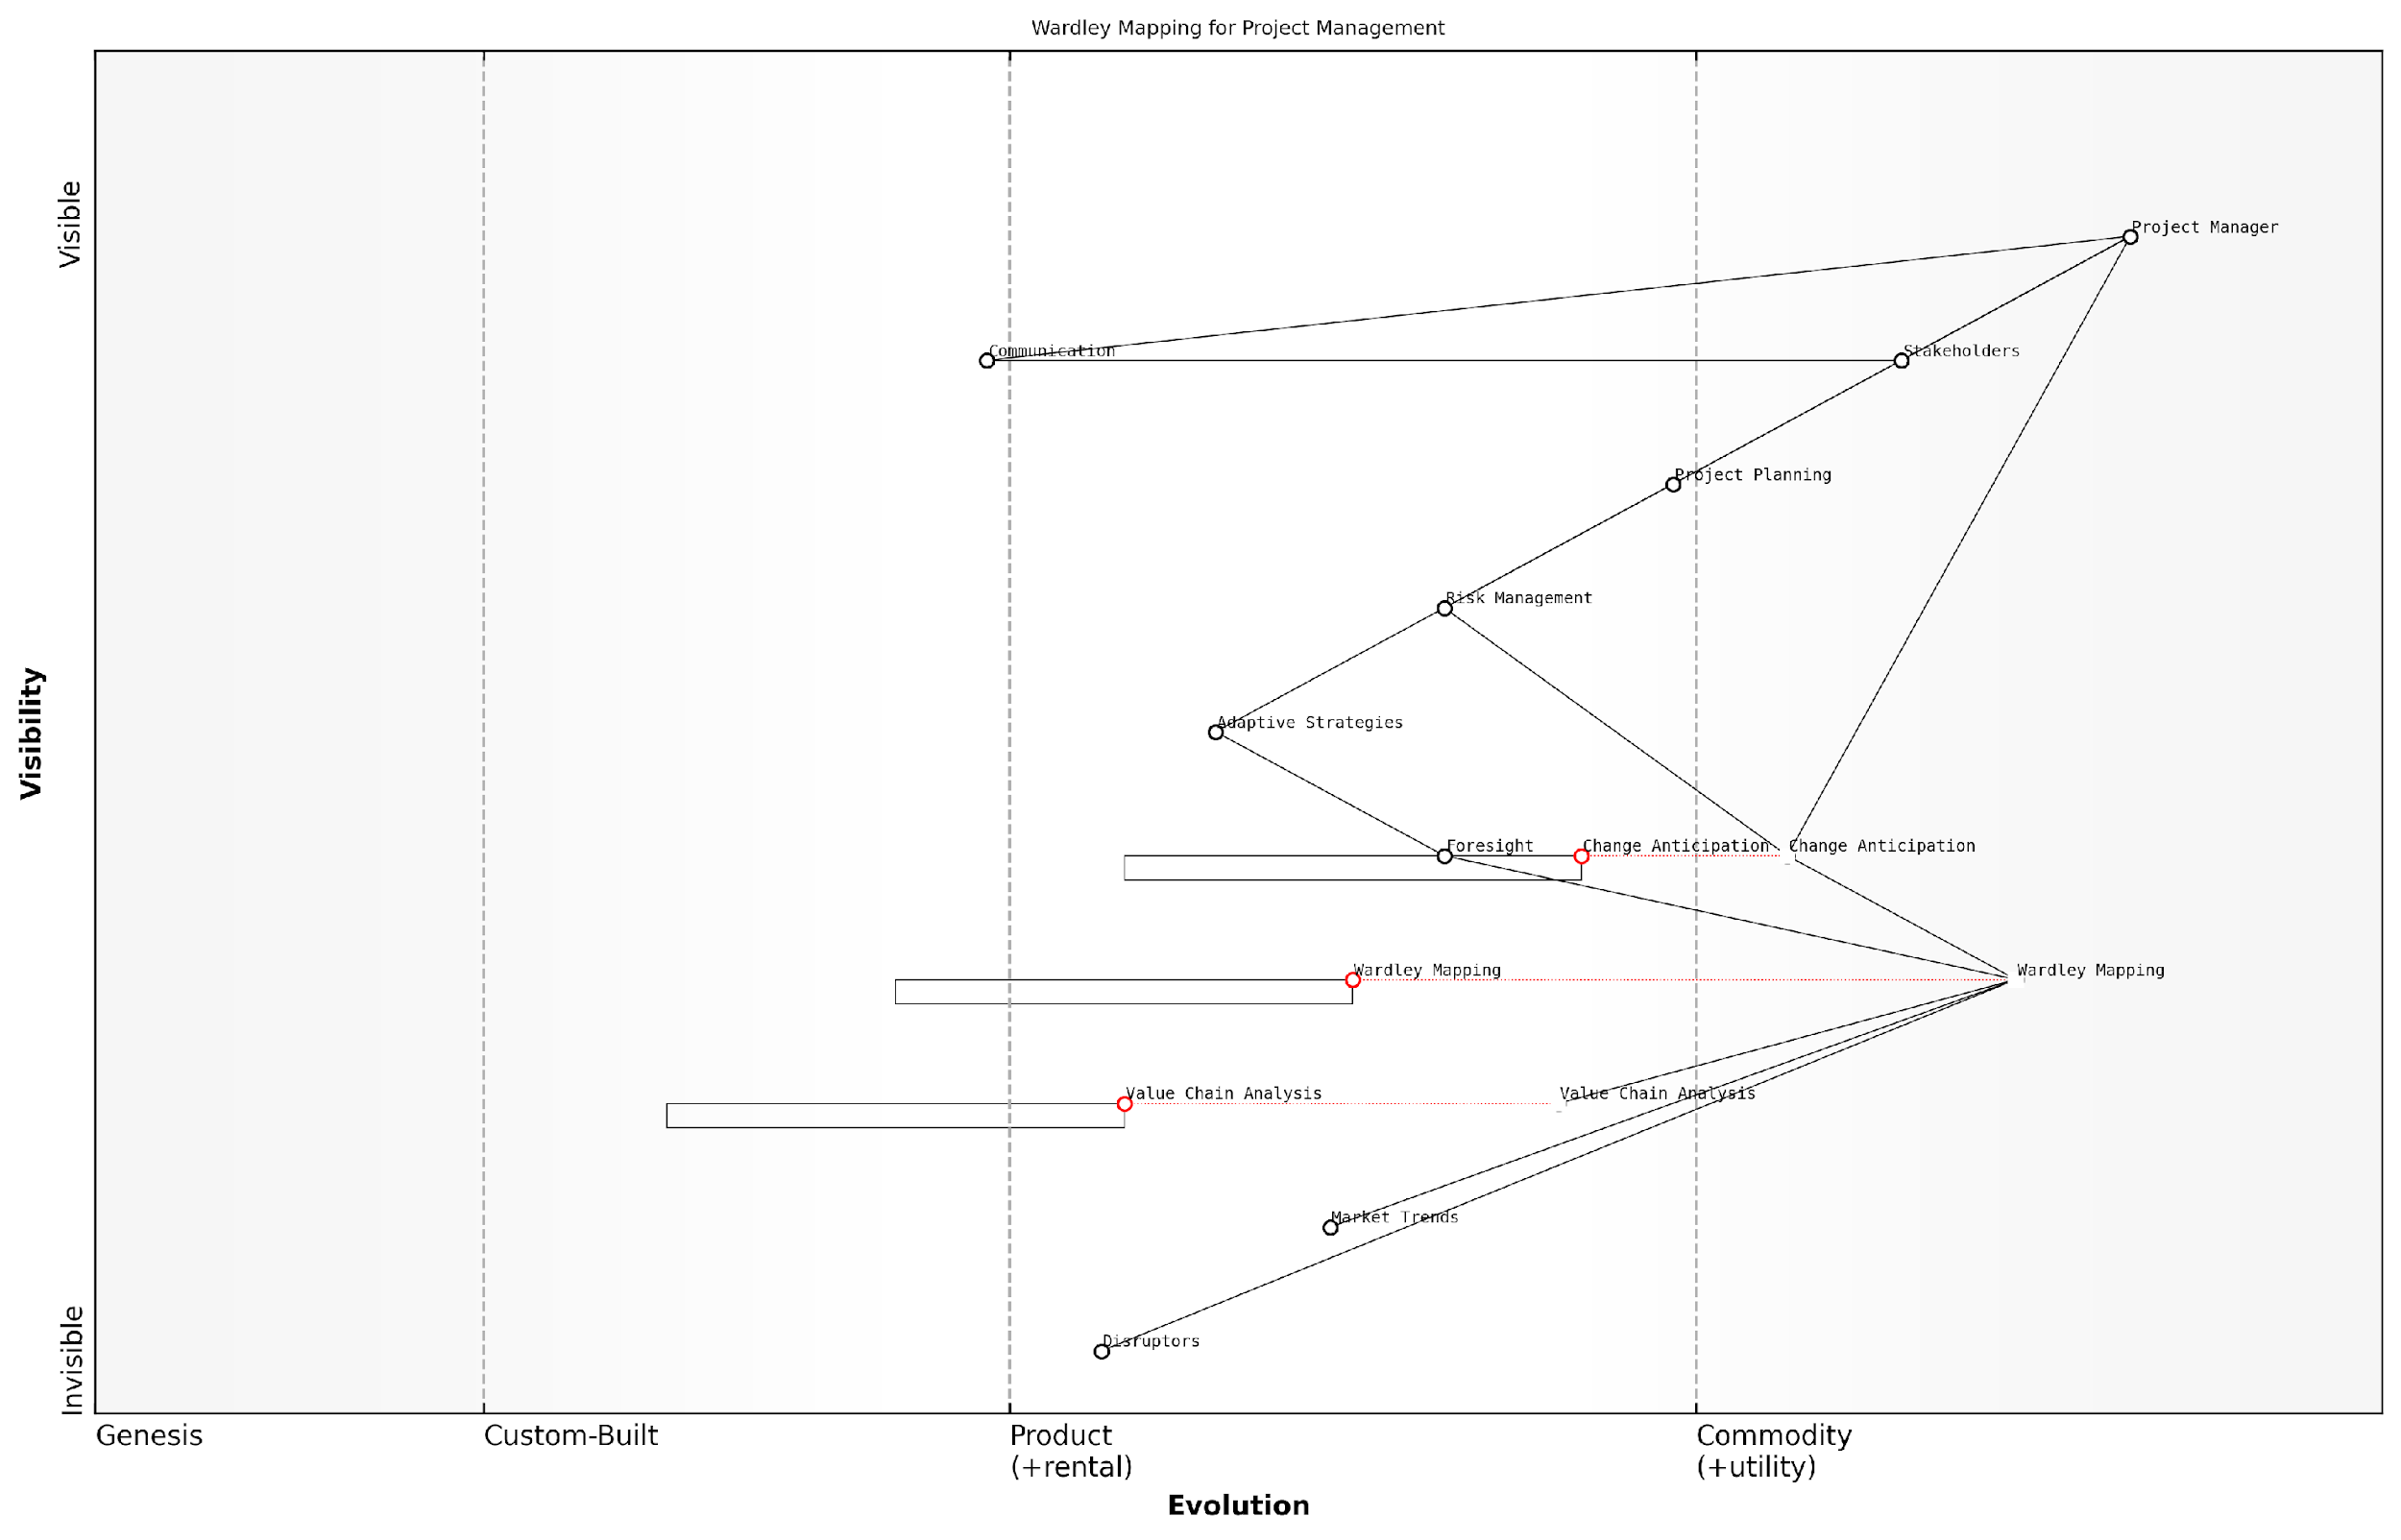 Wardley Mapping for Project Management
Visible
Project Manager
Communication
Stakeholders
Project Planning
Risk Management
Visibility
Adaptive Strategies
Foresight
Change Anticipation
Change Anticipation
Wardley Mapping
Wardley Mapping
Value Chain Analysis
Value Chain Analysis
Market Trends
Disruptors
Invisible
Genesis
Custom-Built
Product
(+rental)
Commodity
(+utility)
Evolution